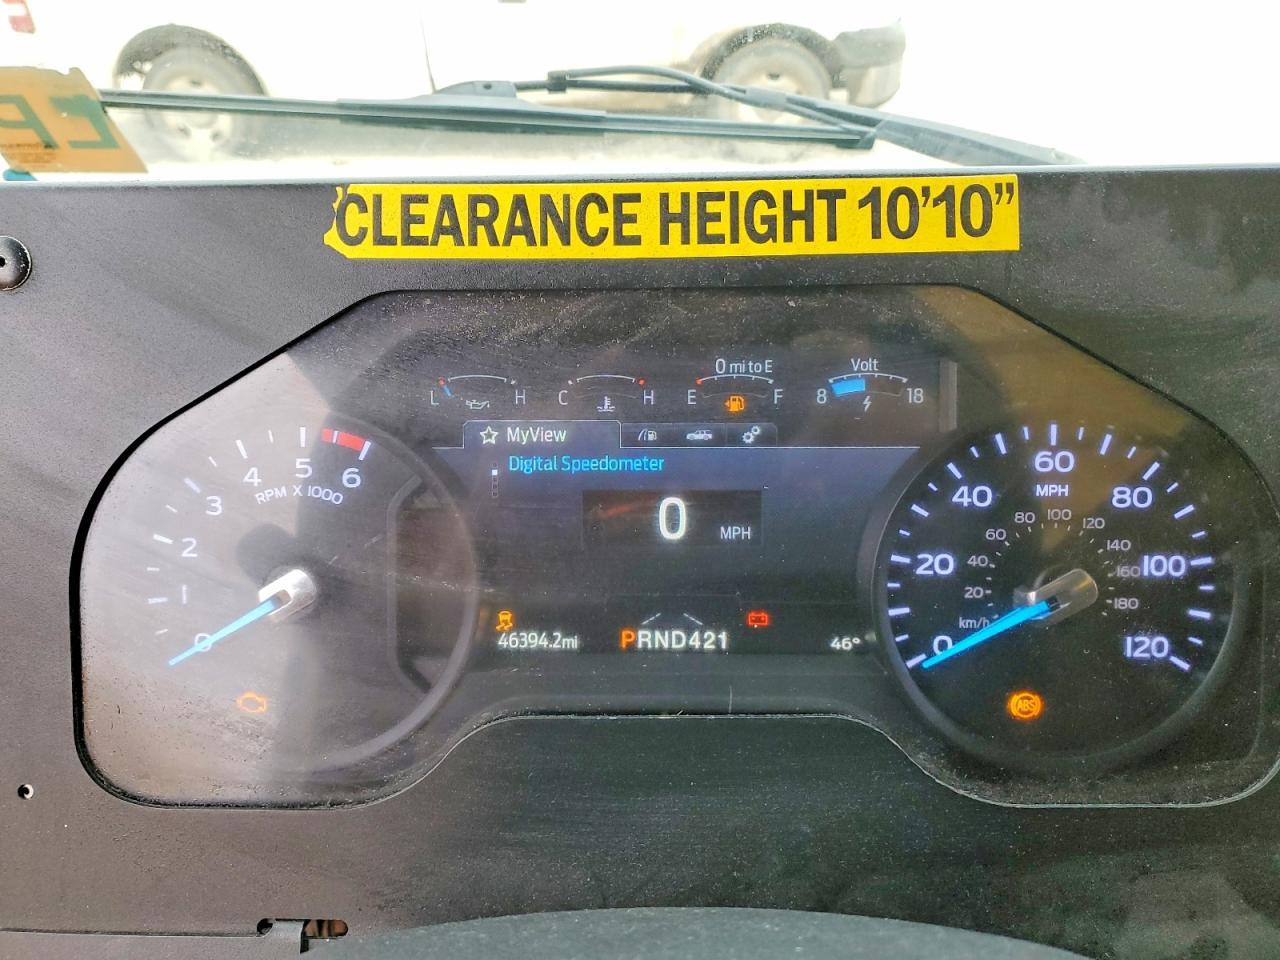 CLEARANCE HEIGHT 10'10"
0 mi to E
Volt
L H
C H
E F
8 18
MyView
Digital Speedometer
0 MPH
46394.2mi
PRND421
46°
0 1 2 3 4 5 6
RPM X 1000
0 20 40 60 80 100 120
MPH
20 40 60 80 100 120 140 160 180
km/h
ABS